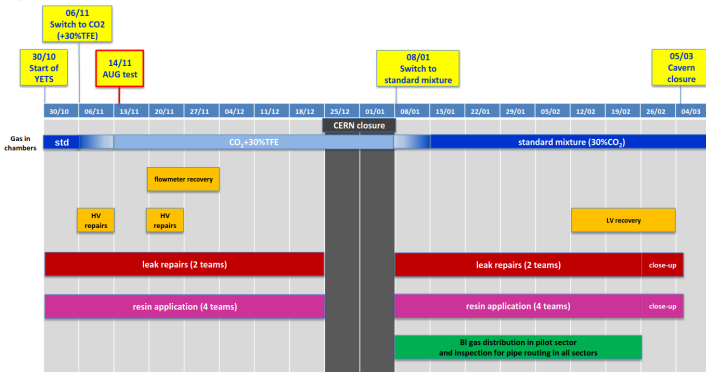 06/11
Switch to CO2
(+30%TFE)
30/10
Start of
YETS
14/11
AUG test
08/01
Switch to
standard mixture
05/03
Cavern
closure
30/10 06/11 13/11 20/11 27/11 04/12 11/12 18/12 25/12 01/01 08/01 15/01 22/01 29/01 05/02 12/02 19/02 26/02 04/03
CERN closure
Gas in
chambers
std
CO₂+30%TFE
standard mixture (30%CO₂)
flowmeter recovery
HV
repairs
HV
repairs
LV recovery
leak repairs (2 teams)
leak repairs (2 teams)
close-up
resin application (4 teams)
resin application (4 teams)
close-up
BI gas distribution in pilot sector
and inspection for pipe routing in all sectors